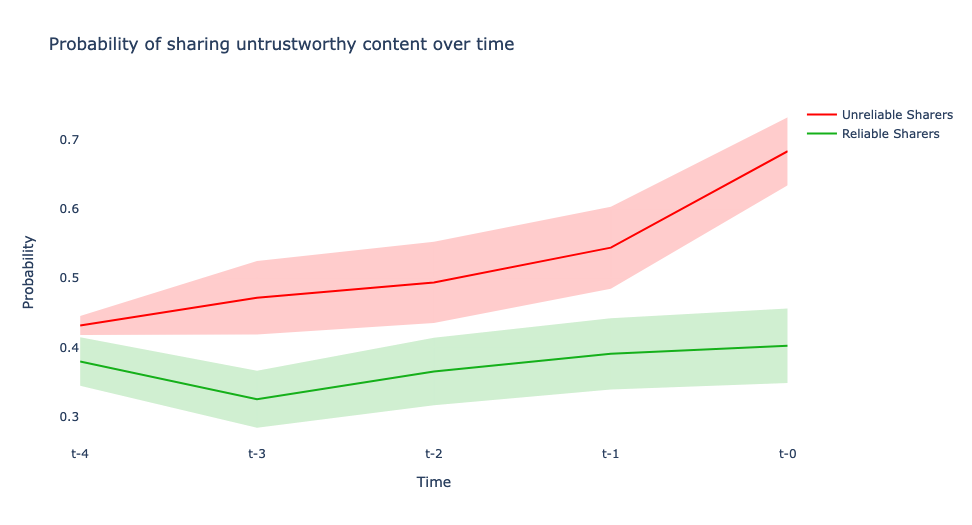 Probability of sharing untrustworthy content over time
Unreliable Sharers
Reliable Sharers
0.7
0.6
0.5
0.4
0.3
Probability
t-4
t-3
t-2
t-1
t-0
Time